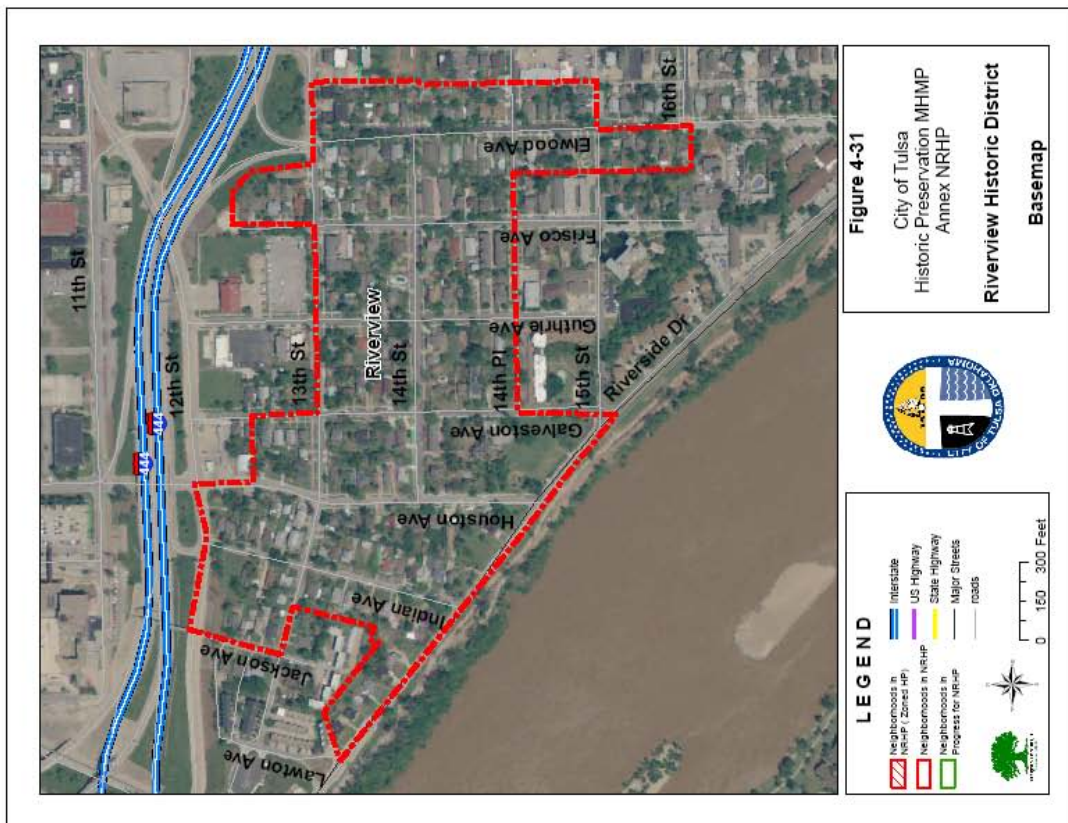 11th St
444
444
12th St
13th St
Riverview
14th St
14th Pl
15th St
16th St
Lawton Ave
Jackson Ave
Indian Ave
Houston Ave
Galveston Ave
Guthrie Ave
Frisco Ave
Elwood Ave
Riverside Dr
LEGEND
Neighborhoods in
NRHP ( Zoned HP)
Neighborhoods in NRHP
Neighborhoods in
Progress for NRHP
Interstate
US Highway
State Highway
Major Streets
roads
0 150 300 Feet
CITY OF TULSA OKLAHOMA
Figure 4-31
City of Tulsa
Historic Preservation MHMP
Annex NRHP
Riverview Historic District
Basemap